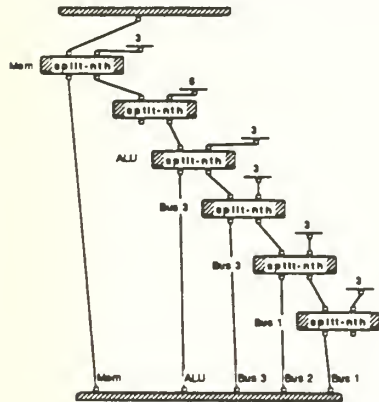 3
Mem
split-nth
6
split-nth
3
ALU
split-nth
3
Bus 3
split-nth
3
Bus 3
split-nth
3
Bus 1
split-nth
Mem
ALU
Bus 3
Bus 2
Bus 1